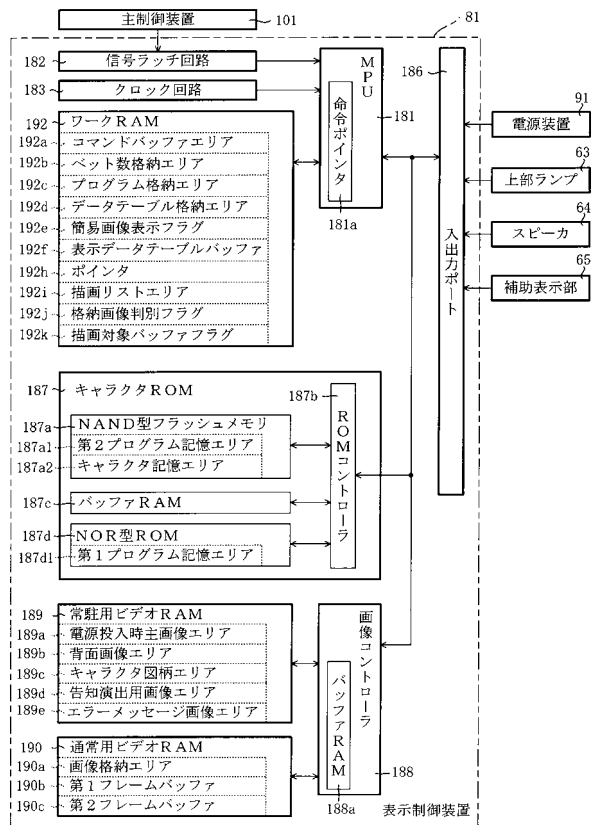 主制御装置
101
81
182
信号ラッチ回路
183
クロック回路
MPU
命令ポインタ
181
181a
186
入出力ポート
91
電源装置
63
上部ランプ
64
スピーカ
65
補助表示部
192
ワークRAM
192a
コマンドバッファエリア
192b
ベット数格納エリア
192c
プログラム格納エリア
192d
データテーブル格納エリア
192e
簡易画像表示フラグ
192f
表示データテーブルバッファ
192h
ポインタ
192i
描画リストエリア
192j
格納画像判別フラグ
192k
描画対象バッファフラグ
187
キャラクタROM
187b
ROMコントローラ
187a
NAND型フラッシュメモリ
187a1
第2プログラム記憶エリア
187a2
キャラクタ記憶エリア
187c
バッファRAM
187d
NOR型ROM
187d1
第1プログラム記憶エリア
189
常駐用ビデオRAM
189a
電源投入時主画像エリア
189b
背面画像エリア
189c
キャラクタ図柄エリア
189d
告知演出用画像エリア
189e
エラーメッセージ画像エリア
画像コントローラ
バッファRAM
188
188a
190
通常用ビデオRAM
190a
画像格納エリア
190b
第1フレームバッファ
190c
第2フレームバッファ
表示制御装置